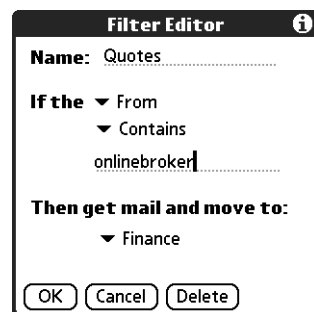 Filter Editor
Name: Quotes
If the From
Contains
onlinebroker
Then get mail and move to:
Finance
OK Cancel Delete